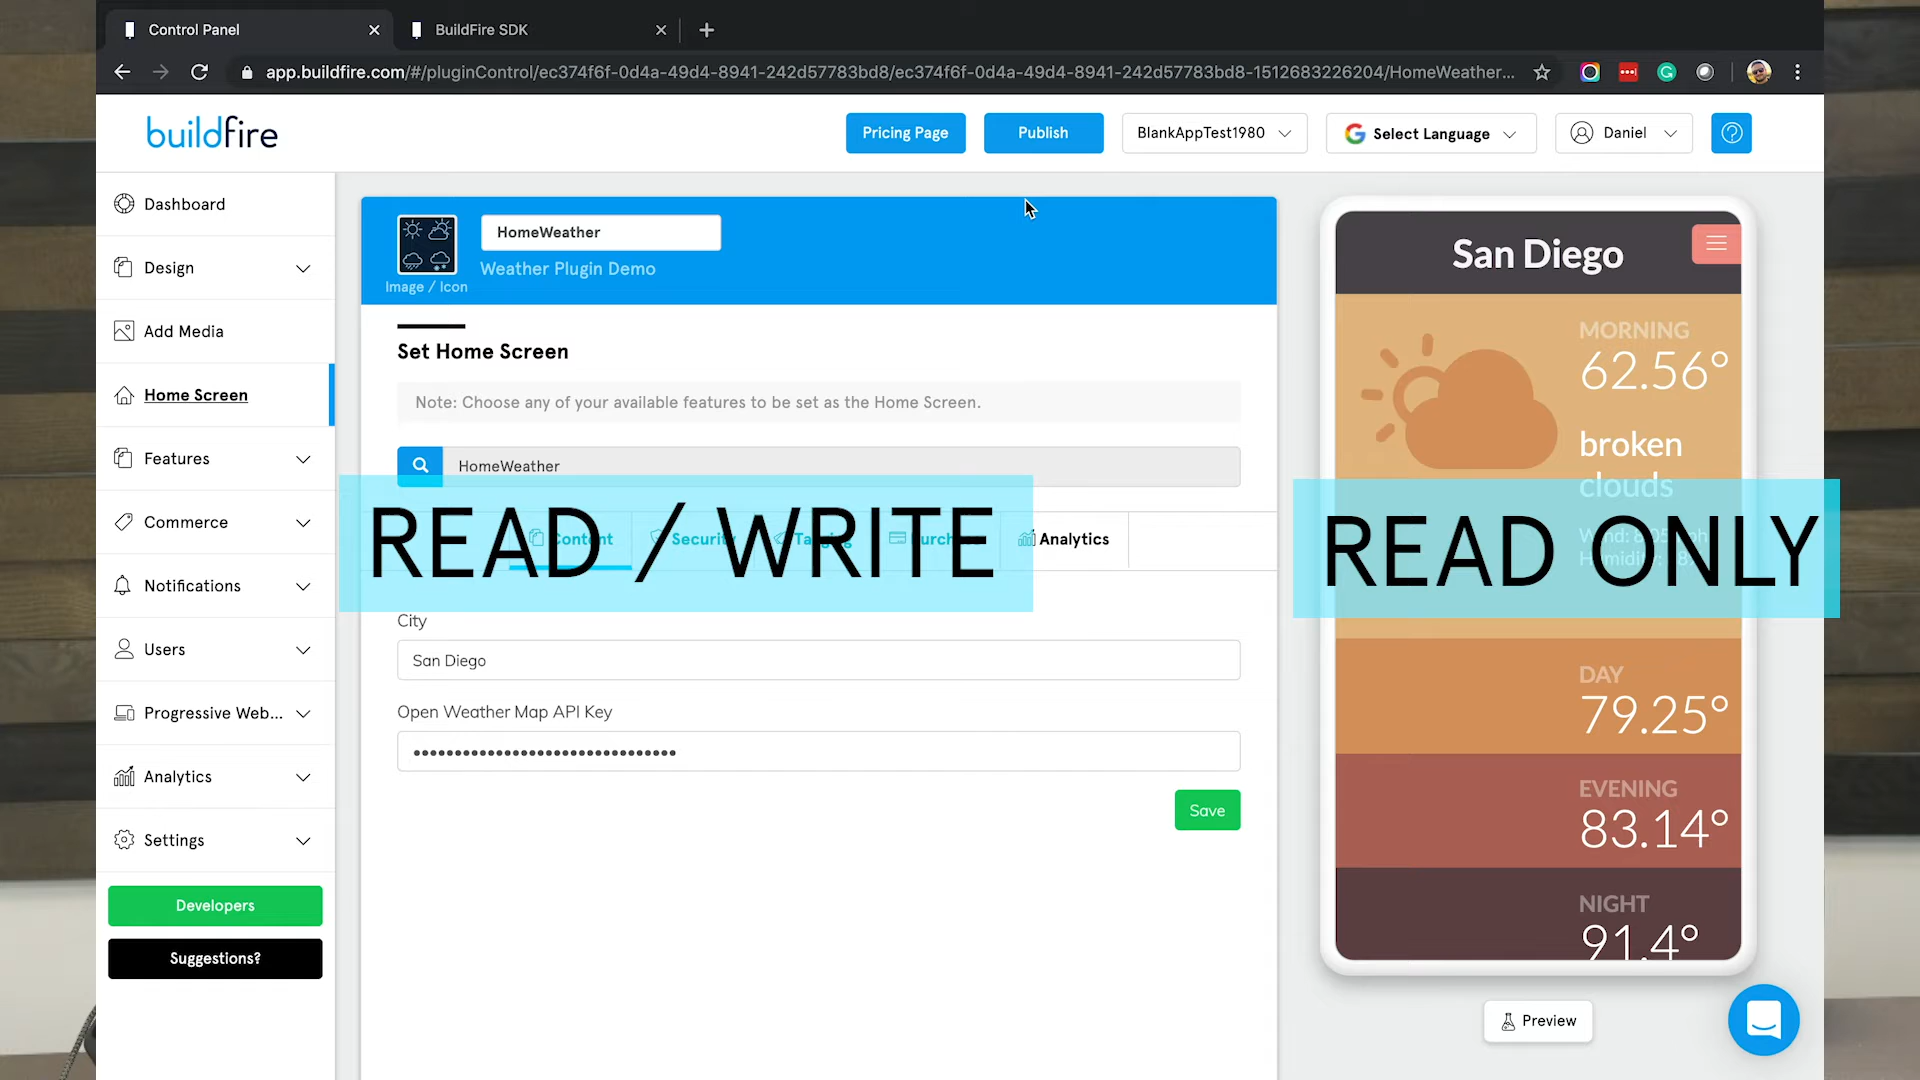 Control Panel
BuildFire SDK
app.buildfire.com/#/pluginControl/ec374f6f-0d4a-49d4-8941-242d57783bd8/ec374f6f-0d4a-49d4-8941-242d57783bd8-1512683226204/HomeWeather...
buildfire
Pricing Page
Publish
BlankAppTest1980
Select Language
Daniel
Dashboard
Design
Add Media
Home Screen
Features
Commerce
Notifications
Users
Progressive Web...
Analytics
Settings
Developers
Suggestions?
HomeWeather
Weather Plugin Demo
Image / Icon
Set Home Screen
Note: Choose any of your available features to be set as the Home Screen.
HomeWeather
READ / WRITE
Content
Security
Analytics
City
San Diego
Open Weather Map API Key
Save
San Diego
MORNING
62.56°
broken
clouds
READ ONLY
DAY
79.25°
EVENING
83.14°
NIGHT
91.4°
Preview